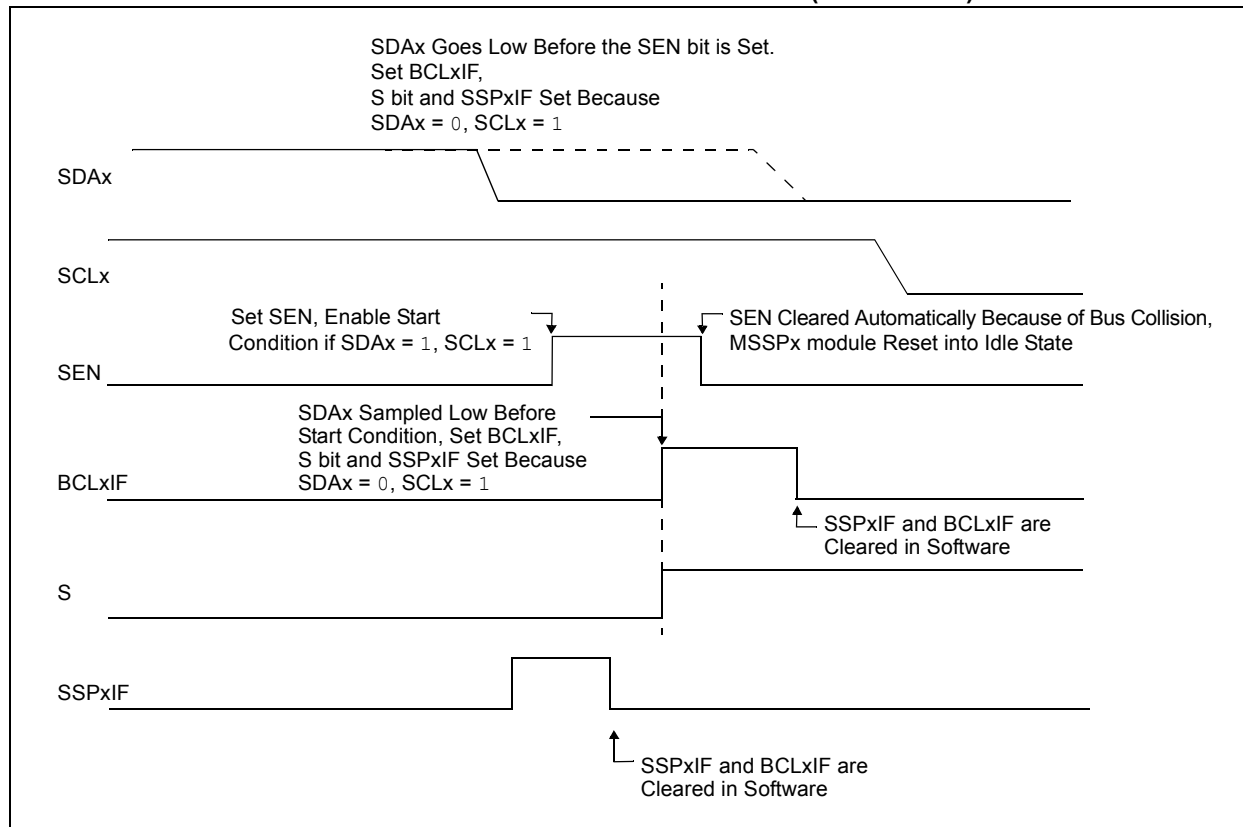 SDAx Goes Low Before the SEN bit is Set.
Set BCLxIF,
S bit and SSPxIF Set Because
SDAx = 0, SCLx = 1
SDAx
SCLx
Set SEN, Enable Start
Condition if SDAx = 1, SCLx = 1
SEN Cleared Automatically Because of Bus Collision,
MSSPx module Reset into Idle State
SEN
SDAx Sampled Low Before
Start Condition, Set BCLxIF,
S bit and SSPxIF Set Because
SDAx = 0, SCLx = 1
BCLxIF
SSPxIF and BCLxIF are
Cleared in Software
S
SSPxIF
SSPxIF and BCLxIF are
Cleared in Software